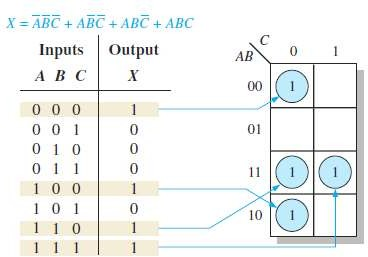 X = A̅B̅C̅ + AB̅C̅ + ABC̅ + ABC
Inputs Output
A B C X
0 0 0 1
0 0 1 0
0 1 0 0
0 1 1 0
1 0 0 1
1 0 1 0
1 1 0 1
1 1 1 1
C
AB 0 1
00 1
01
11 1 1
10 1